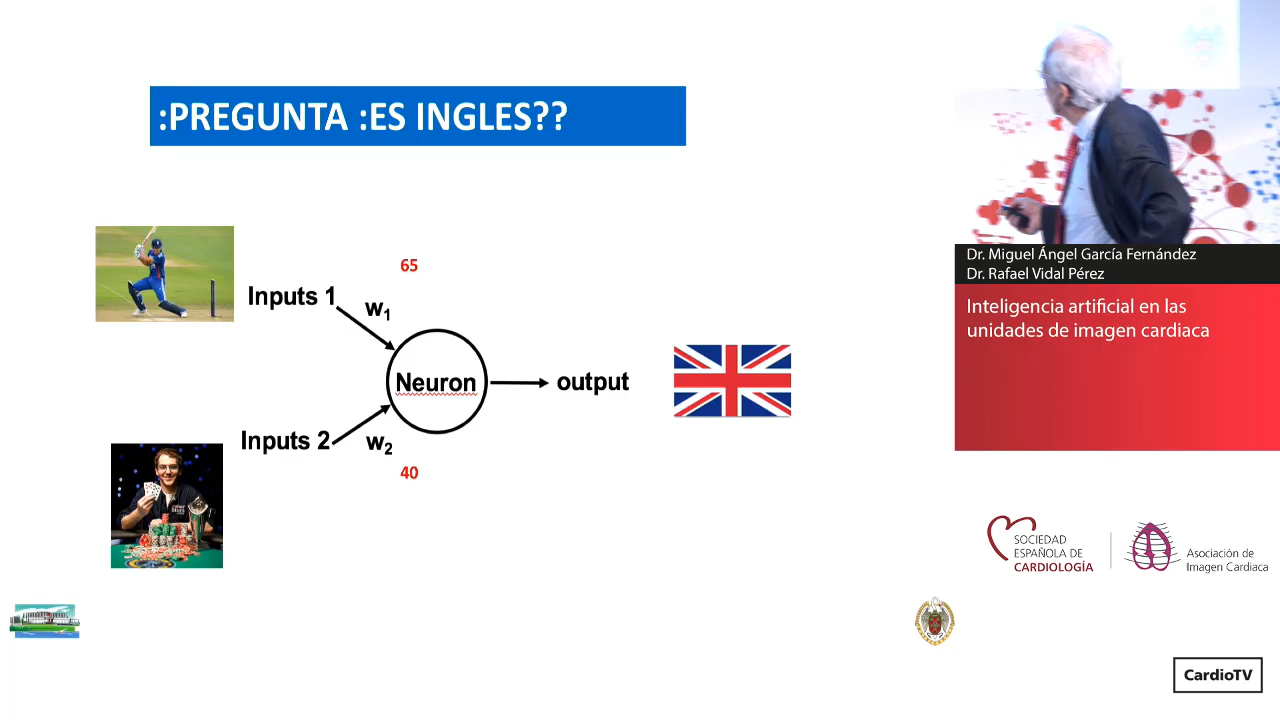 :PREGUNTA :ES INGLES??
65
Inputs 1
w1
Neuron
output
Inputs 2
w2
40
Dr. Miguel Ángel García Fernández
Dr. Rafael Vidal Pérez
Inteligencia artificial en las
unidades de imagen cardiaca
SOCIEDAD
ESPAÑOLA DE
CARDIOLOGÍA
Asociación de
Imagen Cardiaca
CardioTV